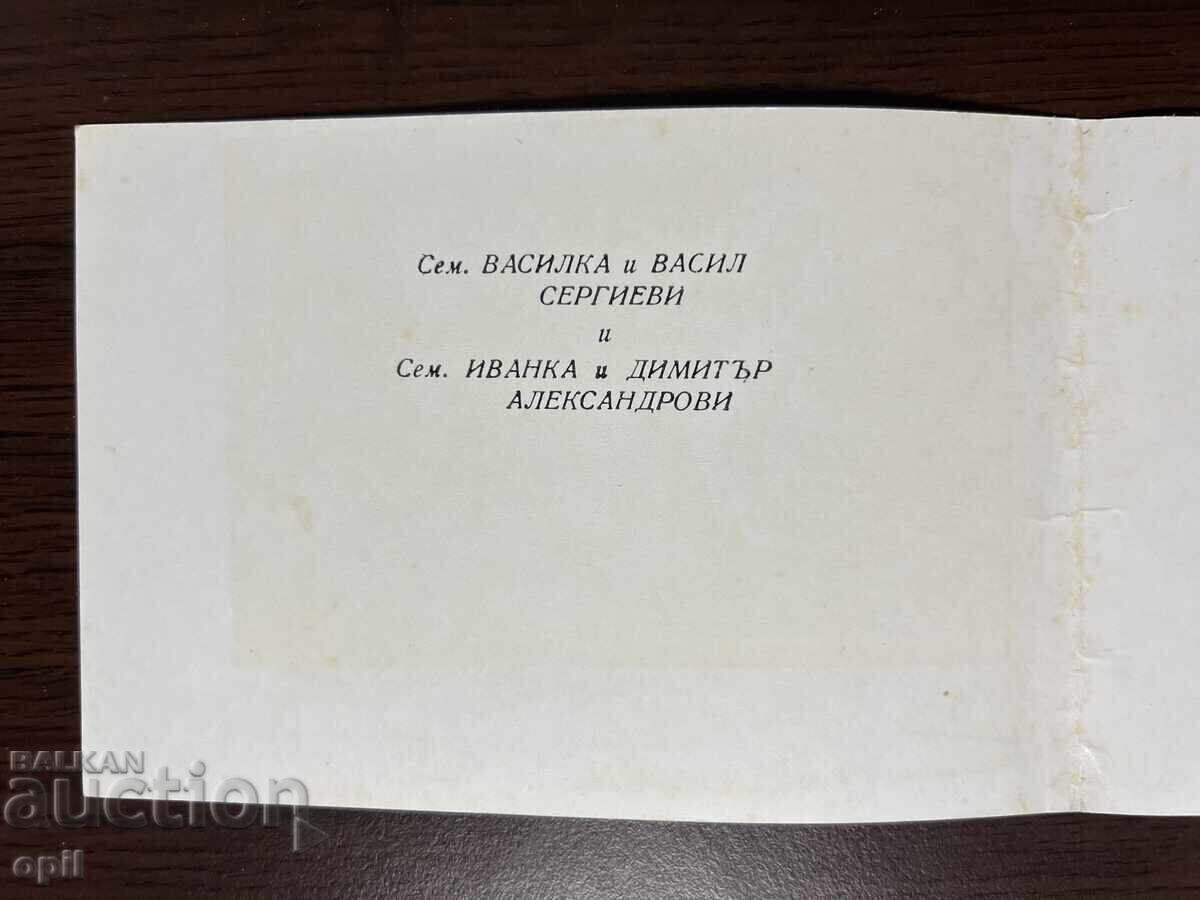 Сем. ВАСИЛКА и ВАСИЛ
СЕРГИЕВИ
и
Сем. ИВАНКА и ДИМИТЪР
АЛЕКСАНДРОВИ
BALKAN
auction
opil